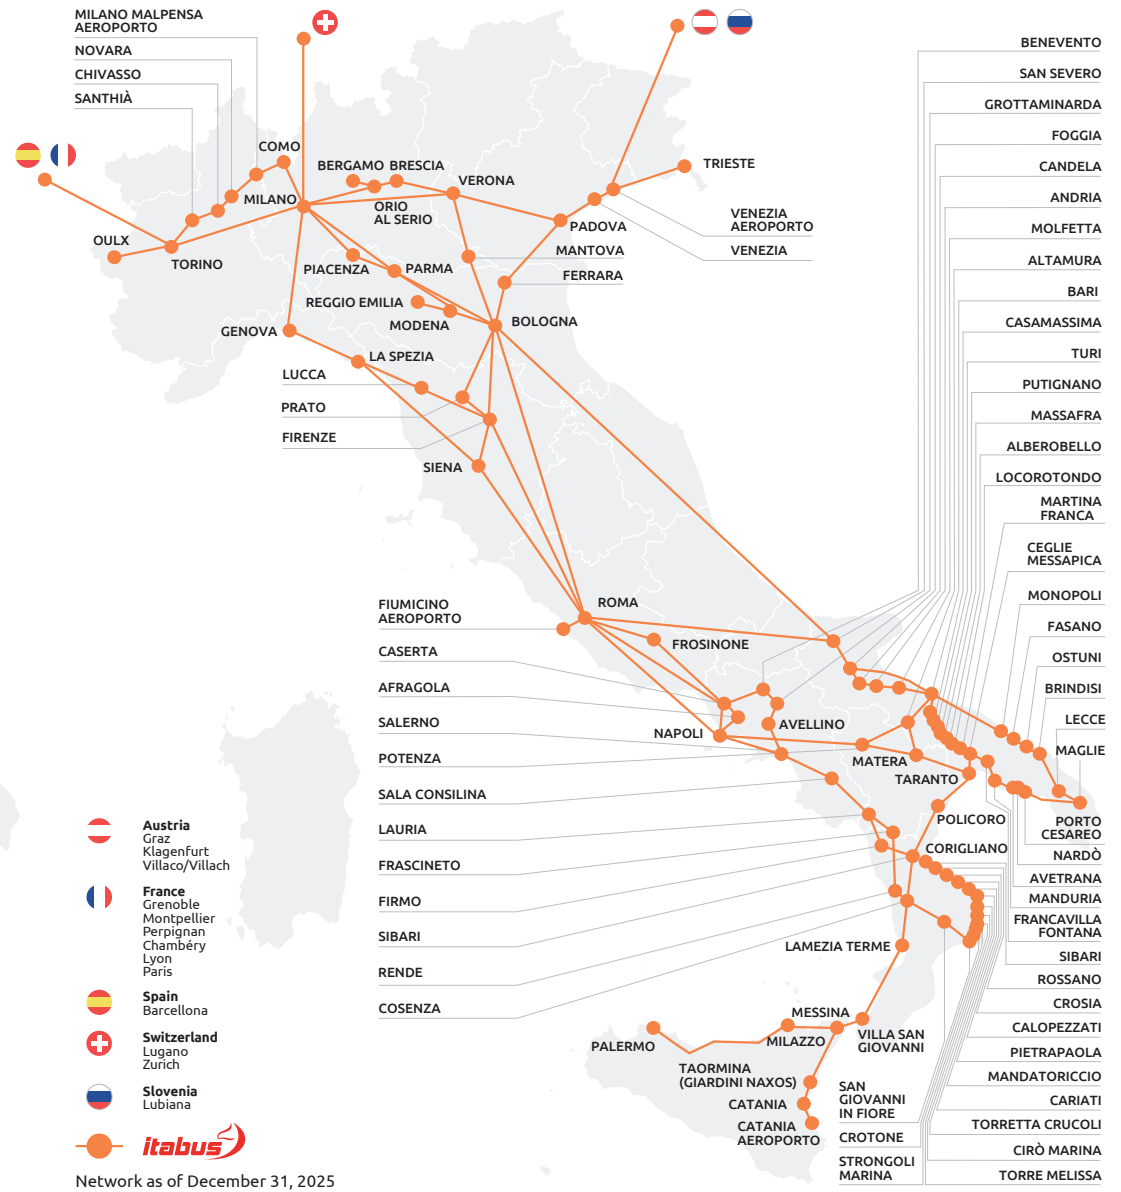 MILANO MALPENSA
AEROPORTO
NOVARA
CHIVASSO
SANTHIÀ
COMO
BERGAMO
BRESCIA
VERONA
MILANO
ORIO
AL SERIO
OULX
TORINO
TRIESTE
VENEZIA
AEROPORTO
VENEZIA
PADOVA
MANTOVA
FERRARA
PIACENZA
PARMA
REGGIO EMILIA
MODENA
BOLOGNA
GENOVA
LA SPEZIA
LUCCA
PRATO
FIRENZE
SIENA
BENEVENTO
SAN SEVERO
GROTTAMINARDA
FOGGIA
CANDELA
ANDRIA
MOLFETTA
ALTAMURA
BARI
CASAMASSIMA
TURI
PUTIGNANO
MASSAFRA
ALBEROBELLO
LOCOROTONDO
MARTINA
FRANCA
CEGLIE
MESSAPICA
MONOPOLI
FASANO
OSTUNI
BRINDISI
LECCE
MAGLIE
ROMA
FIUMICINO
AEROPORTO
FROSINONE
CASERTA
AFRAGOLA
SALERNO
NAPOLI
AVELLINO
POTENZA
MATERA
TARANTO
SALA CONSILINA
LAURIA
POLICORO
CORIGLIANO
FRASCINETO
FIRMO
SIBARI
RENDE
COSENZA
PORTO
CESAREO
NARDÒ
AVETRANA
MANDURIA
FRANCAVILLA
FONTANA
SIBARI
ROSSANO
CROSIA
CALOPEZZATI
PIETRAPAOLA
MANDATORICCIO
CARIATI
TORRETTA CRUCOLI
CIRÒ MARINA
TORRE MELISSA
LAMEZIA TERME
MESSINA
MILAZZO
VILLA SAN
GIOVANNI
PALERMO
TAORMINA
(GIARDINI NAXOS)
CATANIA
CATANIA
AEROPORTO
SAN
GIOVANNI
IN FIORE
CROTONE
STRONGOLI
MARINA
Austria
Graz
Klagenfurt
Villaco/Villach
France
Grenoble
Montpellier
Perpignan
Chambéry
Lyon
Paris
Spain
Barcellona
Switzerland
Lugano
Zurich
Slovenia
Lubiana
itabus
Network as of December 31, 2025